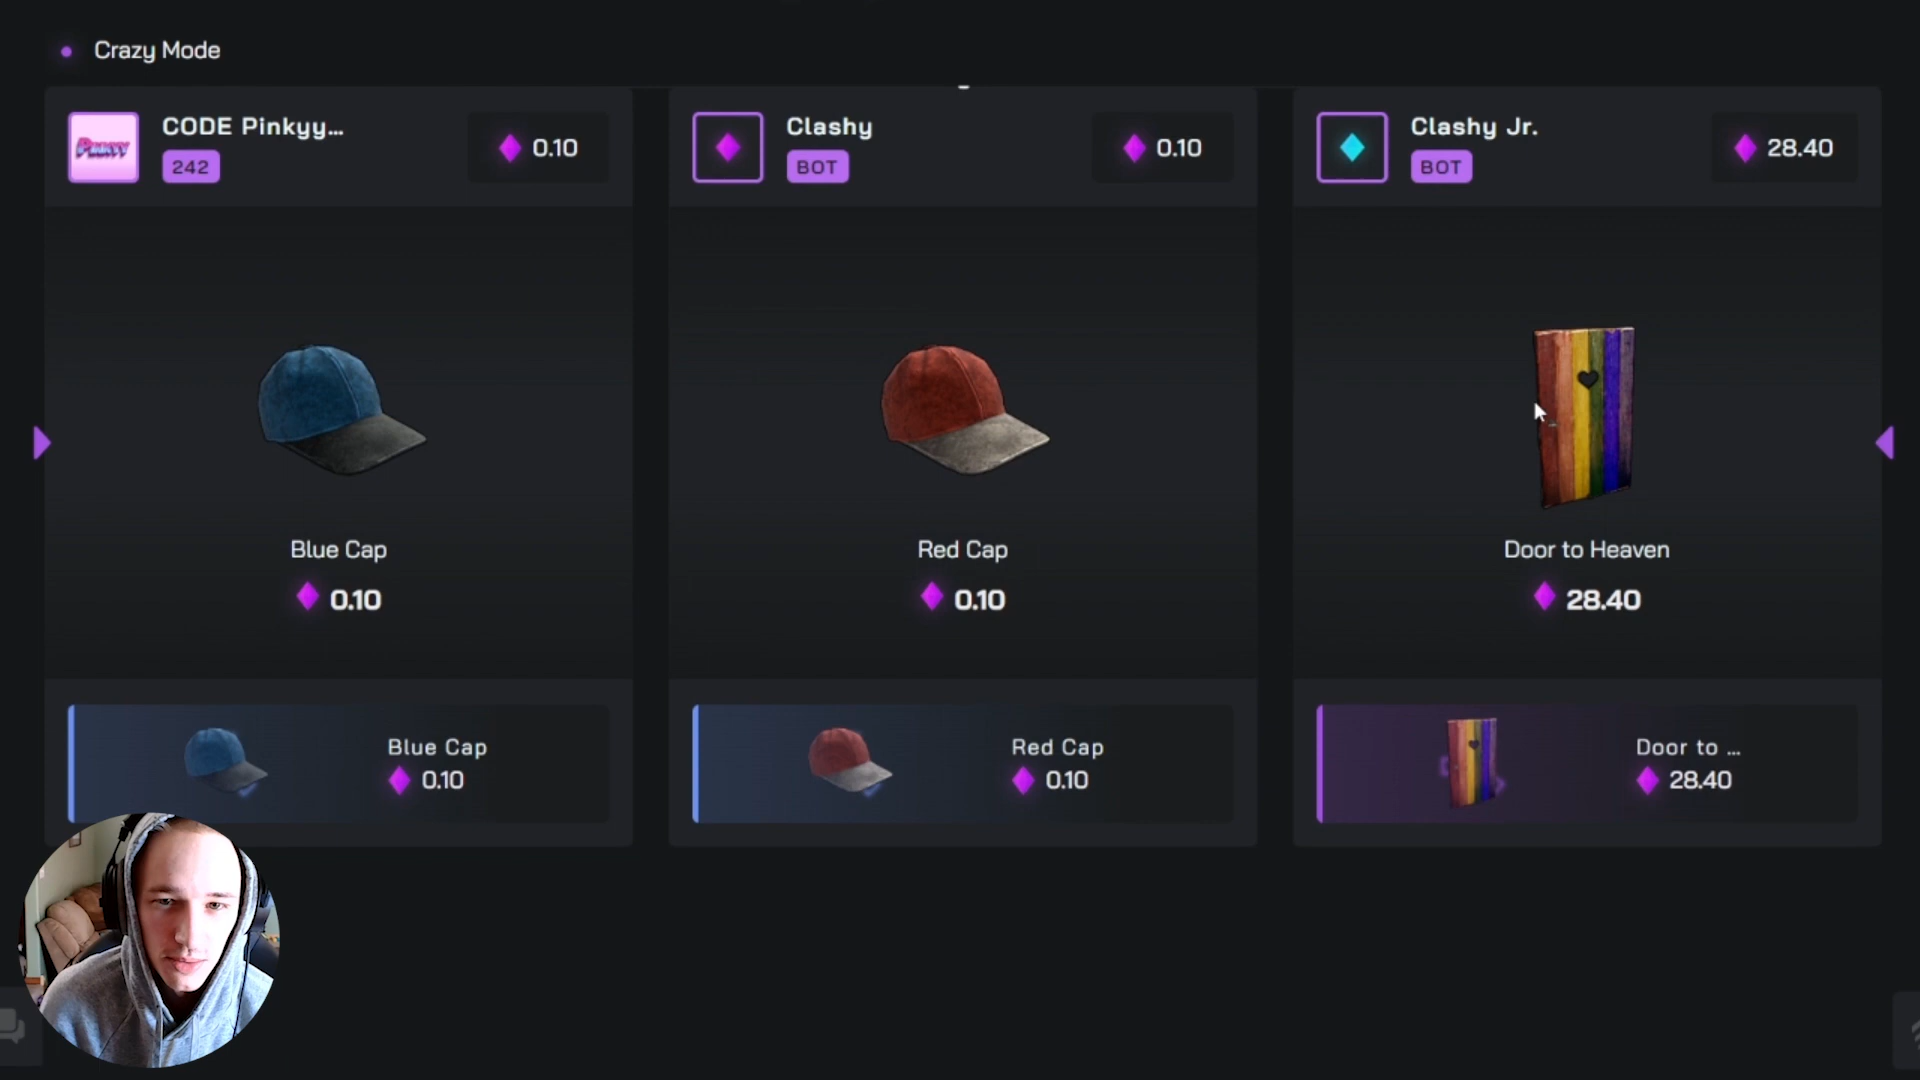 Crazy Mode
CODE Pinkyy...
242
0.10
Pinkyy
Clashy
BOT
0.10
Clashy Jr.
BOT
28.40
Blue Cap
0.10
Red Cap
0.10
Door to Heaven
28.40
Blue Cap
0.10
Red Cap
0.10
Door to ...
28.40